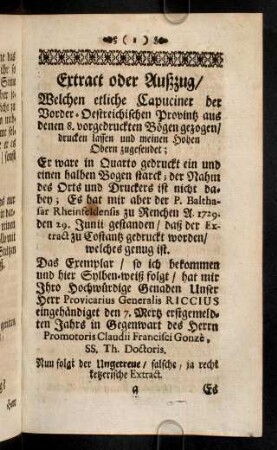 ( 1 )
Extract oder Außzug/
Welchen etliche Capuciner der
Vorder-Oestreichischen Provintz aus
denen 8. vorgedruckten Bögen gezogen/
drucken lassen und meinen Hohen
Obern zugesendet;
Er ware in Quarto gedruckt ein und
einen halben Bogen starck; der Nahm
des Orts und Druckers ist nicht da-
bey; Es hat mir aber der P. Baltha-
sar Rheinfeldensis zu Renchen A. 1729.
den 29. Junii gestanden/ daß der Ex-
tract zu Costantz gedruckt worden/
welches genug ist.
Das Exemplar/ so ich bekommen
und hier Sylben-weiß folgt/ hat mir
Ihro Hochwürdige Genaden Unser
Herr Provicarius Generalis RICCIUS
eingehändiget den 7. Mertz erstgemeld-
ten Jahrs in Gegenwart des Herrn
Promotoris Claudii Francisci Gonzè,
SS. Th. Doctoris.
Nun folgt der Ungetreue/ falsche/ ja recht
ketzerische Extract.
a Es